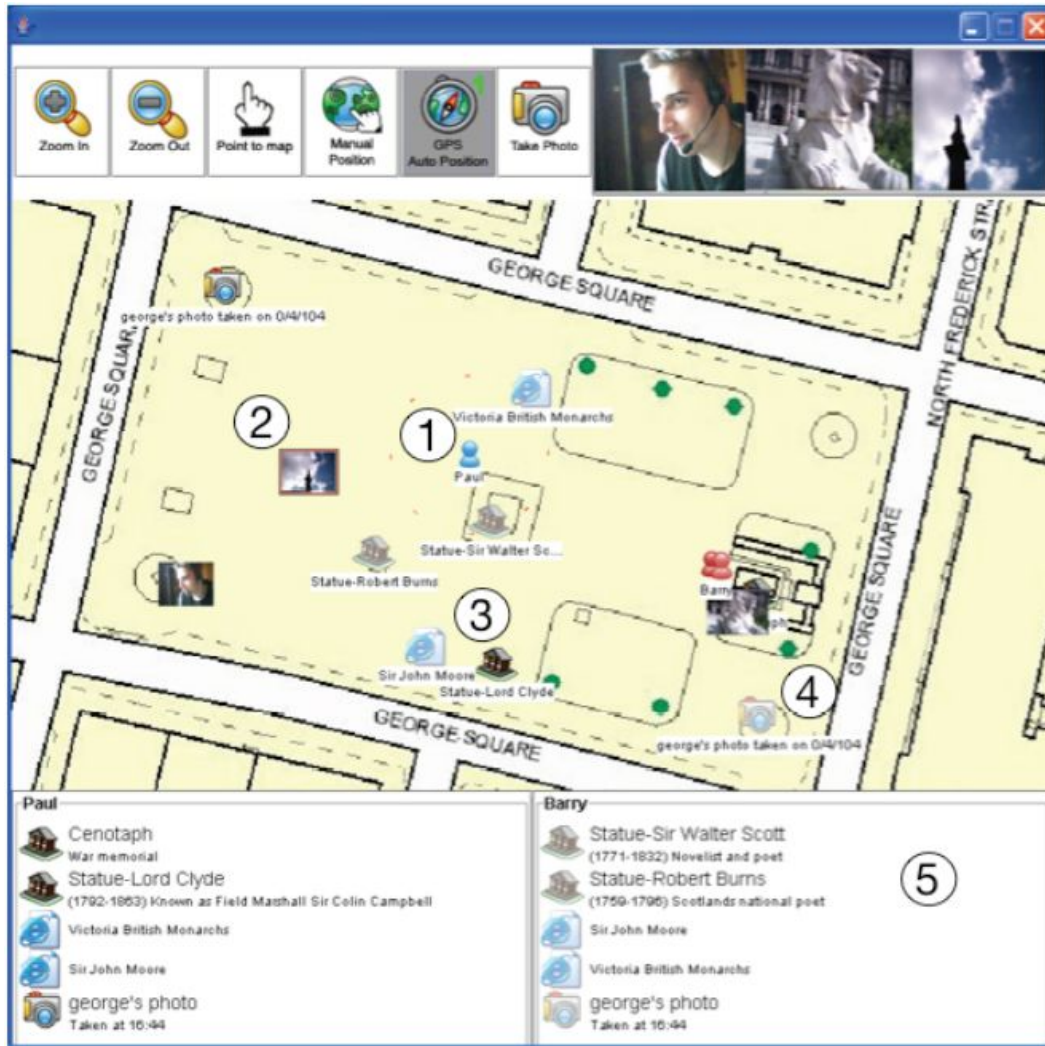 Zoom In
Zoom Out
Point to map
Manual
Position
GPS
Auto Position
Take Photo
GEORGE SQUARE
NORTH FREDERICK STR
george's photo taken on 0/4/104
GEORGE SQUAR
2
1
Victoria British Monarchs
Paul
Statue-Sir Walter Sc...
Statue-Robert Burns
Barry
ph
GEORGE SQUARE
3
Sir John Moore
Statue-Lord Clyde
4
GEORGE SQUARE
george's photo taken on 0/4/104
Paul
Cenotaph
War memorial
Statue-Lord Clyde
(1792-1863) Known as Field Marshall Sir Colin Campbell
Victoria British Monarchs
Sir John Moore
george's photo
Taken at 16:44
Barry
Statue-Sir Walter Scott
(1771-1832) Novelist and poet
5
Statue-Robert Burns
(1759-1796) Scotlands national poet
Sir John Moore
Victoria British Monarchs
george's photo
Taken at 16:44